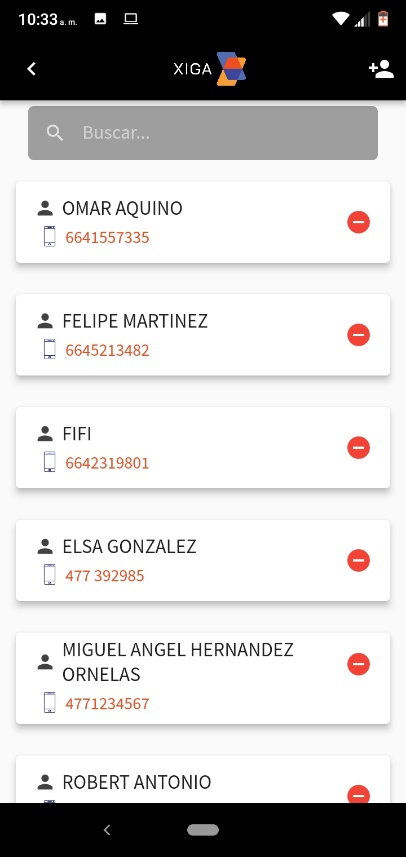 10:33 a. m.
XIGA
Buscar...
OMAR AQUINO
6641557335
FELIPE MARTINEZ
6645213482
FIFI
6642319801
ELSA GONZALEZ
477 392985
MIGUEL ANGEL HERNANDEZ
ORNELAS
4771234567
ROBERT ANTONIO